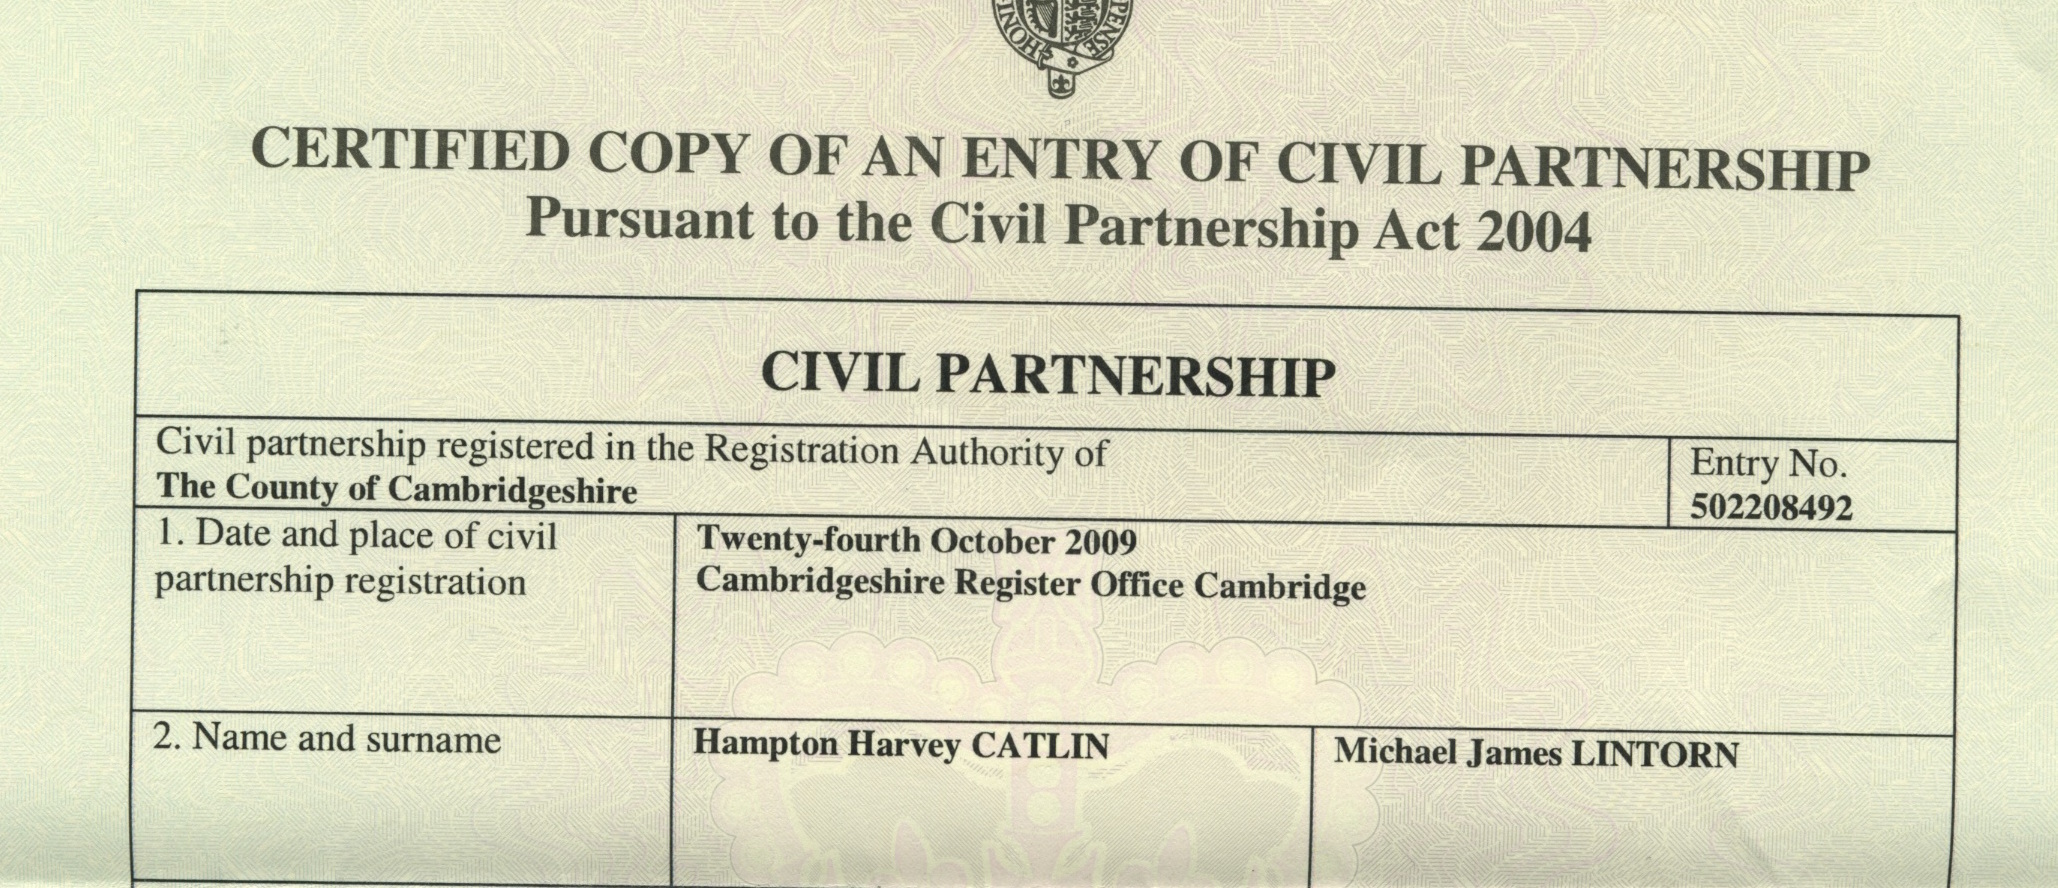 HONI
PENSE
CERTIFIED COPY OF AN ENTRY OF CIVIL PARTNERSHIP
Pursuant to the Civil Partnership Act 2004
CIVIL PARTNERSHIP
Civil partnership registered in the Registration Authority of
The County of Cambridgeshire
Entry No.
502208492
1. Date and place of civil
partnership registration
Twenty-fourth October 2009
Cambridgeshire Register Office Cambridge
2. Name and surname
Hampton Harvey CATLIN
Michael James LINTORN